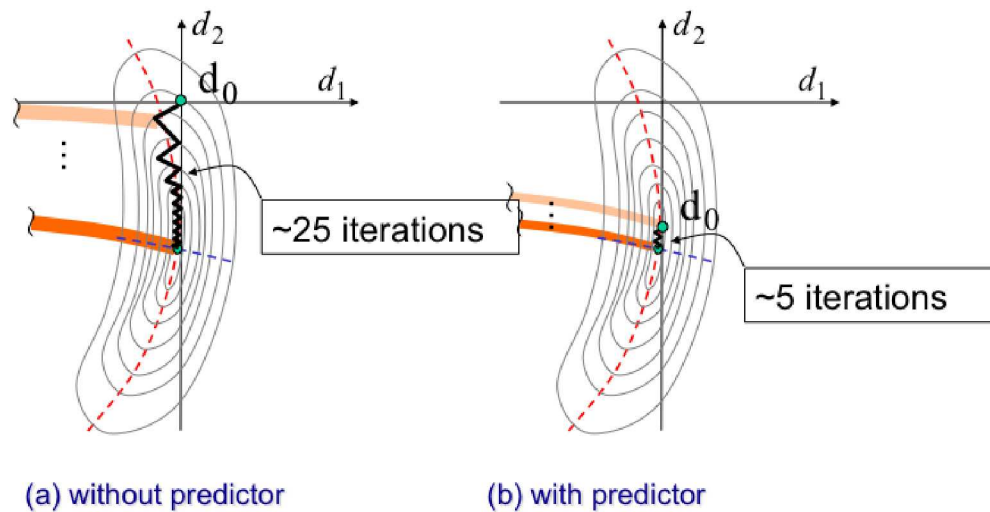 d₂
d₀
d₁
⋮
~25 iterations
(a) without predictor
d₂
d₁
⋮
d₀
~5 iterations
(b) with predictor